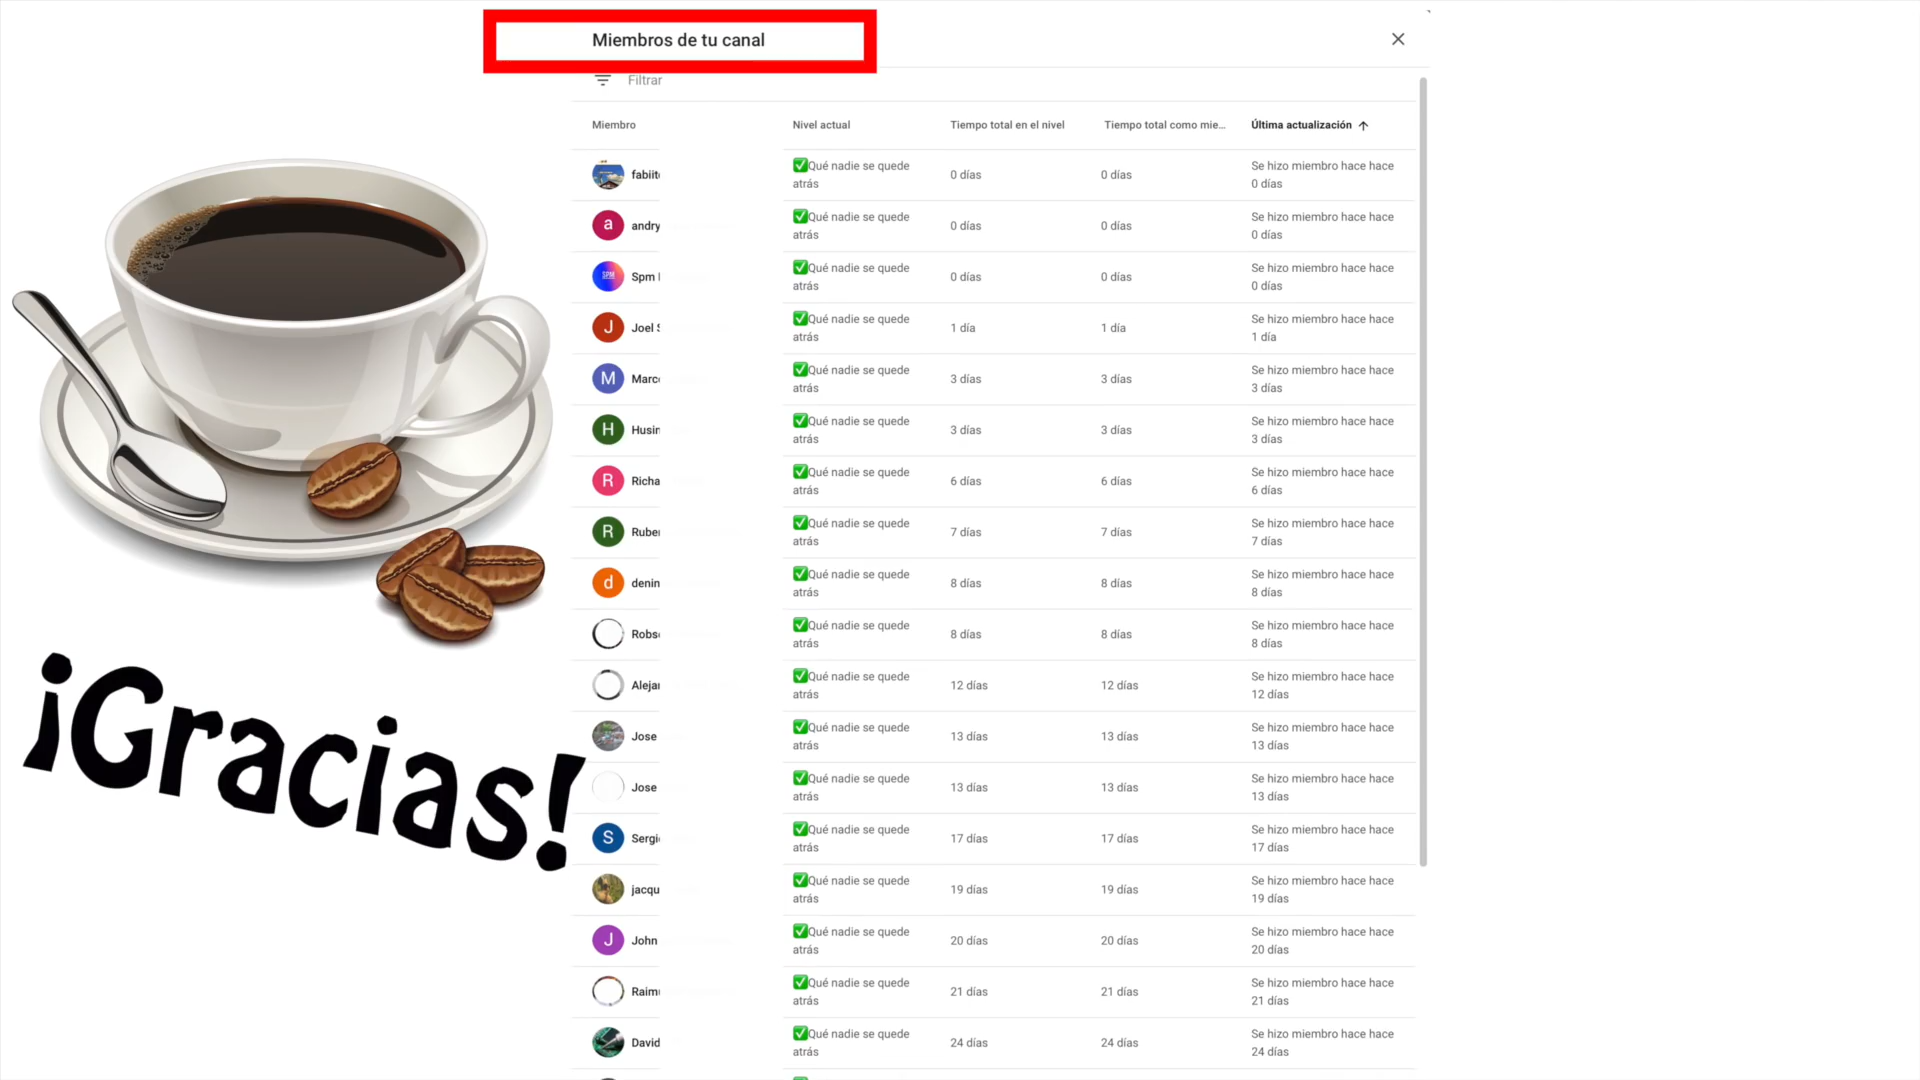 Miembros de tu canal
Filtrar
Miembro Nivel actual Tiempo total en el nivel Tiempo total como mie... Última actualización
fabiit ✅Qué nadie se quede atrás 0 días 0 días Se hizo miembro hace hace 0 días
a andry ✅Qué nadie se quede atrás 0 días 0 días Se hizo miembro hace hace 0 días
SPM Spm ✅Qué nadie se quede atrás 0 días 0 días Se hizo miembro hace hace 0 días
J Joel ✅Qué nadie se quede atrás 1 día 1 día Se hizo miembro hace hace 1 día
M Marc ✅Qué nadie se quede atrás 3 días 3 días Se hizo miembro hace hace 3 días
H Husin ✅Qué nadie se quede atrás 3 días 3 días Se hizo miembro hace hace 3 días
R Richa ✅Qué nadie se quede atrás 6 días 6 días Se hizo miembro hace hace 6 días
R Rube ✅Qué nadie se quede atrás 7 días 7 días Se hizo miembro hace hace 7 días
d denin ✅Qué nadie se quede atrás 8 días 8 días Se hizo miembro hace hace 8 días
Robs ✅Qué nadie se quede atrás 8 días 8 días Se hizo miembro hace hace 8 días
Aleja ✅Qué nadie se quede atrás 12 días 12 días Se hizo miembro hace hace 12 días
Jose ✅Qué nadie se quede atrás 13 días 13 días Se hizo miembro hace hace 13 días
Jose ✅Qué nadie se quede atrás 13 días 13 días Se hizo miembro hace hace 13 días
S Sergi ✅Qué nadie se quede atrás 17 días 17 días Se hizo miembro hace hace 17 días
jacqu ✅Qué nadie se quede atrás 19 días 19 días Se hizo miembro hace hace 19 días
J John ✅Qué nadie se quede atrás 20 días 20 días Se hizo miembro hace hace 20 días
Raim ✅Qué nadie se quede atrás 21 días 21 días Se hizo miembro hace hace 21 días
David ✅Qué nadie se quede atrás 24 días 24 días Se hizo miembro hace hace 24 días
¡Gracias!